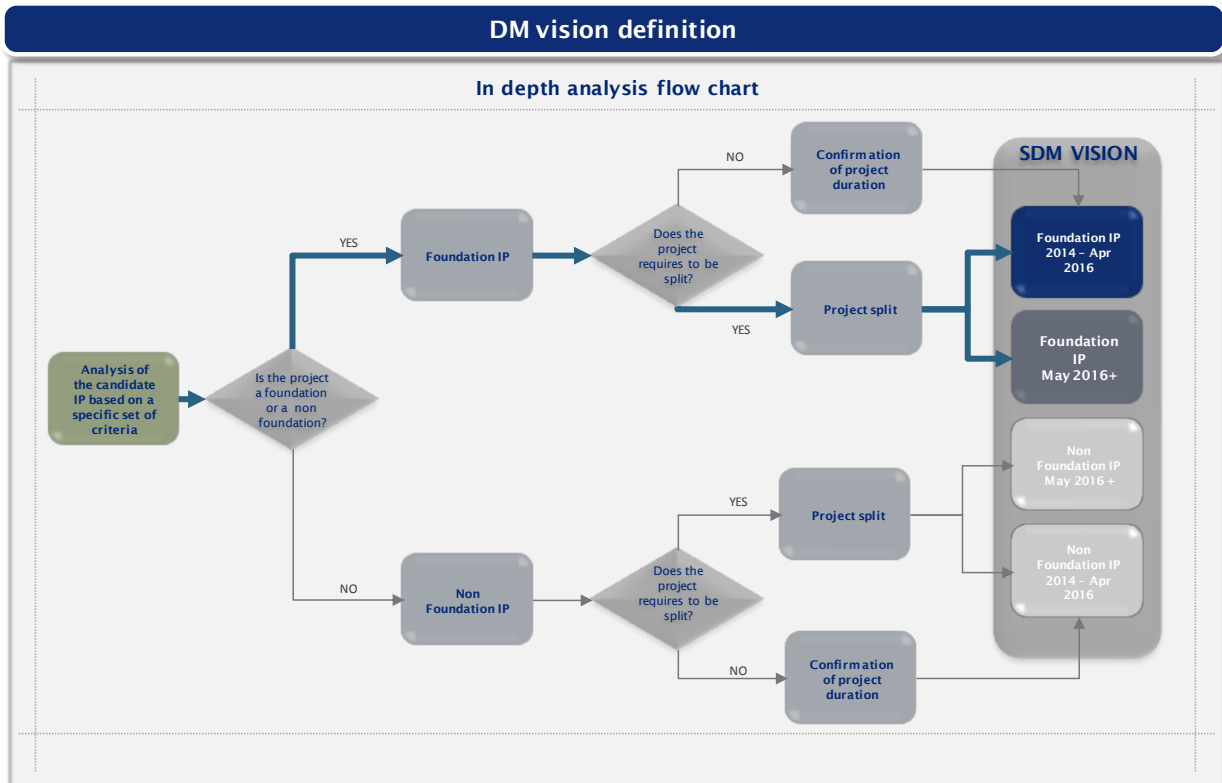 DM vision definition
In depth analysis flow chart
SDM VISION
NO
Confirmation
of project
duration
YES
Foundation IP
Does the
project
requires to be
split?
Foundation IP
2014 – Apr
2016
YES
Project split
Foundation
IP
May 2016+
Analysis of
the candidate
IP based on a
specific set of
criteria
Is the project
a foundation
or a non
foundation?
Non
Foundation IP
May 2016 +
YES
Project split
NO
Non
Foundation IP
Does the
project
requires to be
split?
Non
Foundation IP
2014 – Apr
2016
NO
Confirmation
of project
duration